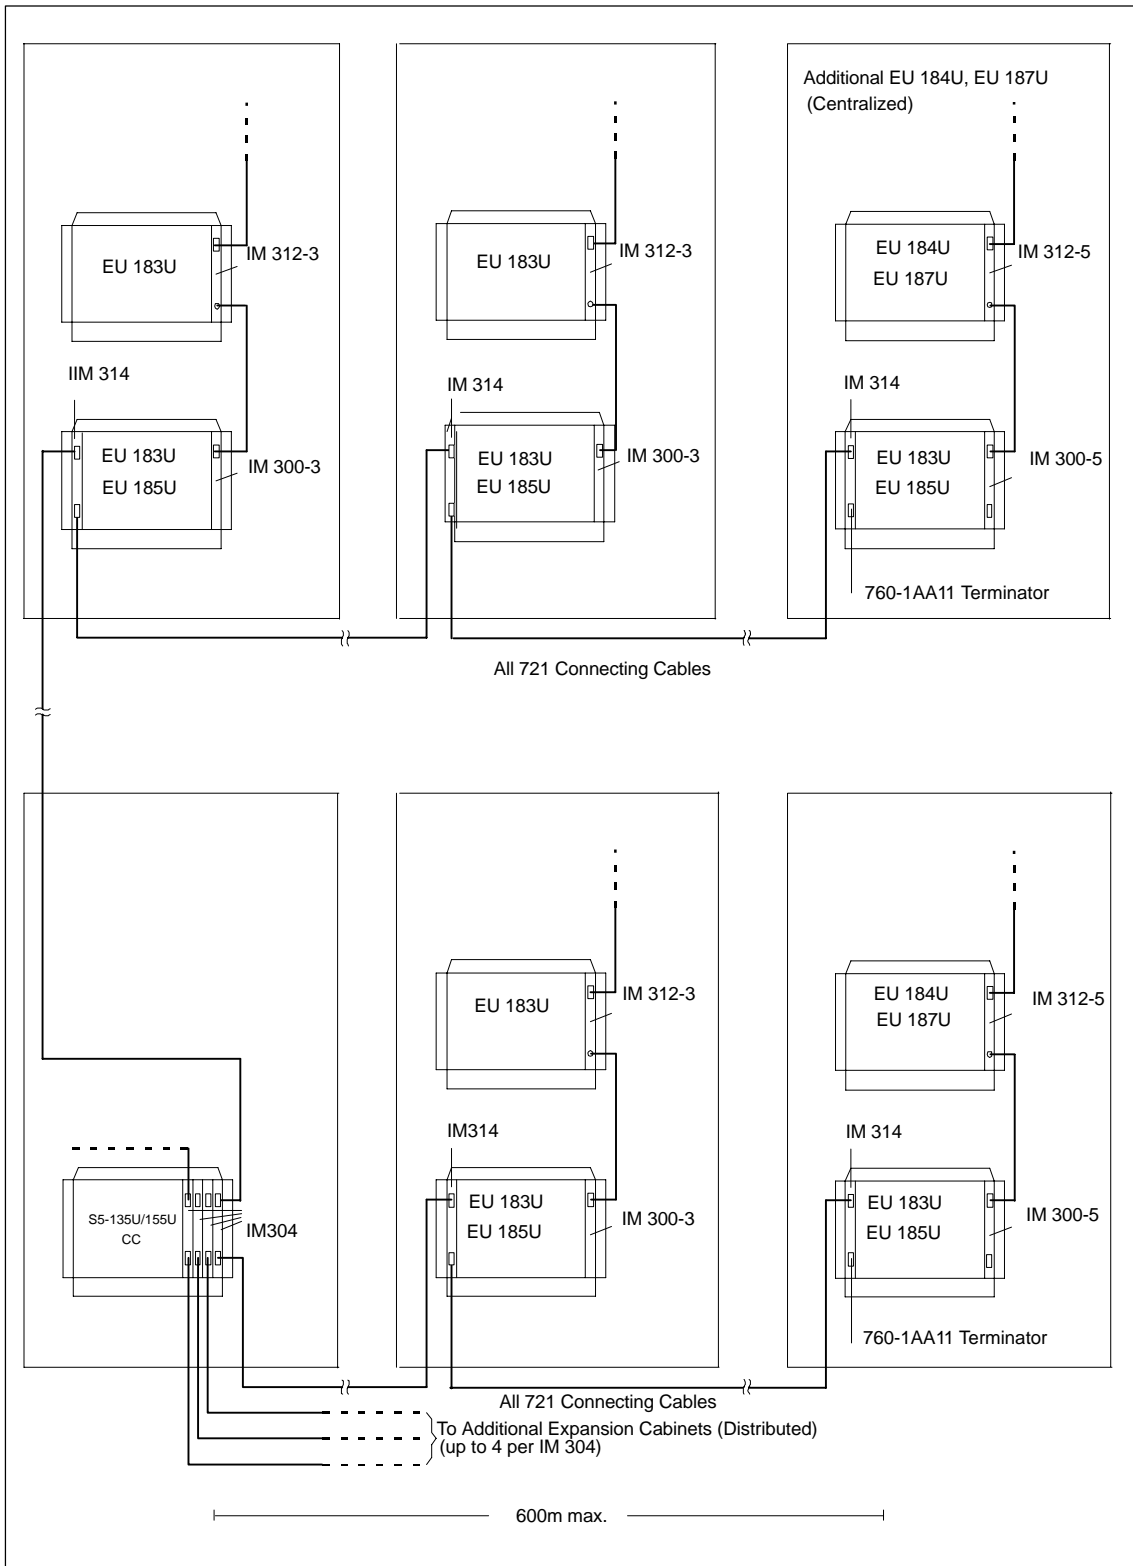 Additional EU 184U, EU 187U
(Centralized)
EU 183U
IM 312-3
EU 183U
IM 312-3
EU 184U
EU 187U
IM 312-5
IIM 314
EU 183U
EU 185U
IM 300-3
IM 314
EU 183U
EU 185U
IM 300-3
IM 314
EU 183U
EU 185U
IM 300-5
760-1AA11 Terminator
All 721 Connecting Cables
EU 183U
IM 312-3
EU 184U
EU 187U
IM 312-5
S5-135U/155U
CC
IM304
IM314
EU 183U
EU 185U
IM 300-3
IM 314
EU 183U
EU 185U
IM 300-5
760-1AA11 Terminator
All 721 Connecting Cables
To Additional Expansion Cabinets (Distributed)
(up to 4 per IM 304)
600m max.